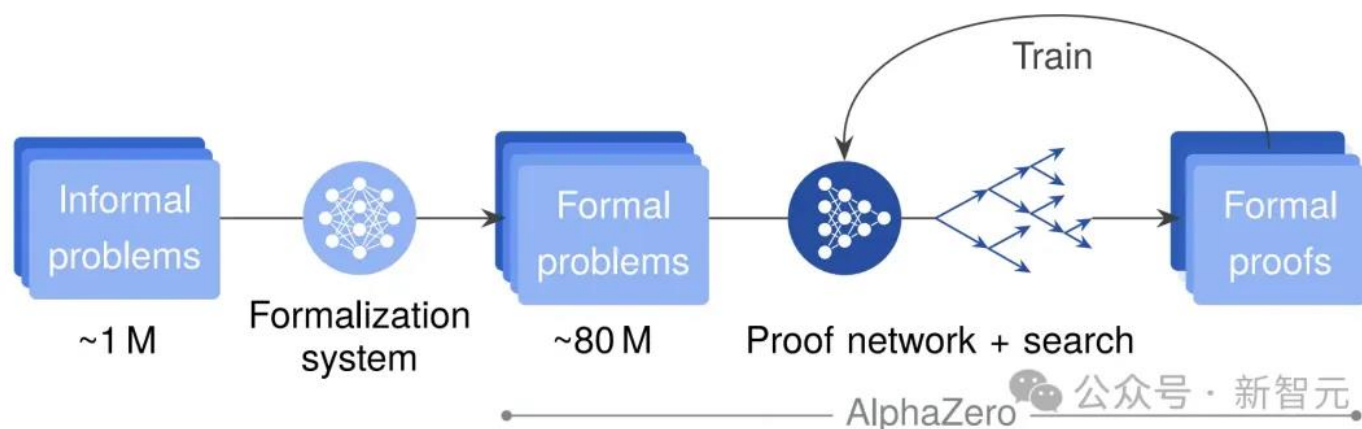 Train
Informal
problems
Formal
problems
Formal
proofs
~1 M
Formalization
system
~80 M
Proof network + search
AlphaZero
公众号 · 新智元